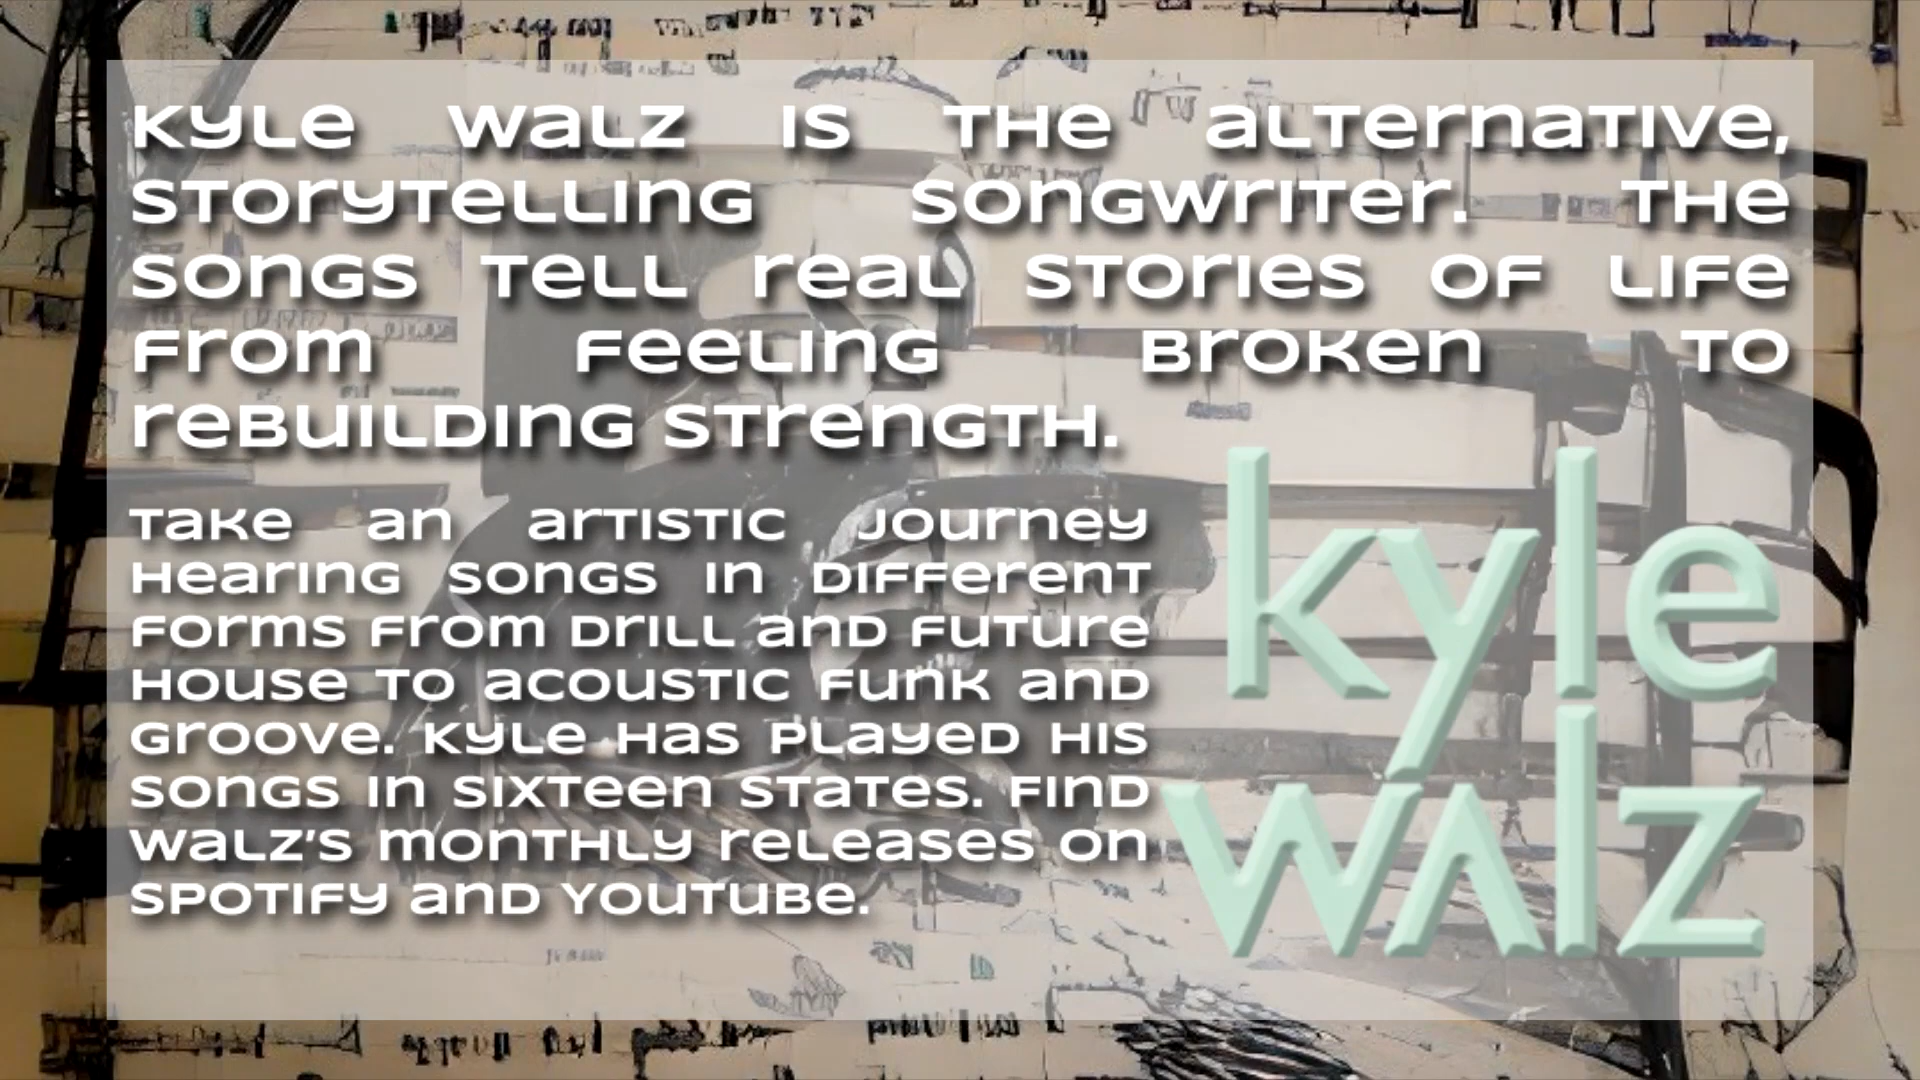 Kyle Walz is the alternative,
storytelling songwriter. The
songs tell real stories of life
from feeling broken to
rebuilding strength.
Take an artistic journey
hearing songs in different
forms from drill and future
house to acoustic funk and
groove. Kyle has played his
songs in sixteen states. Find
Walz's monthly releases on
Spotify and YouTube.
kyle
walz